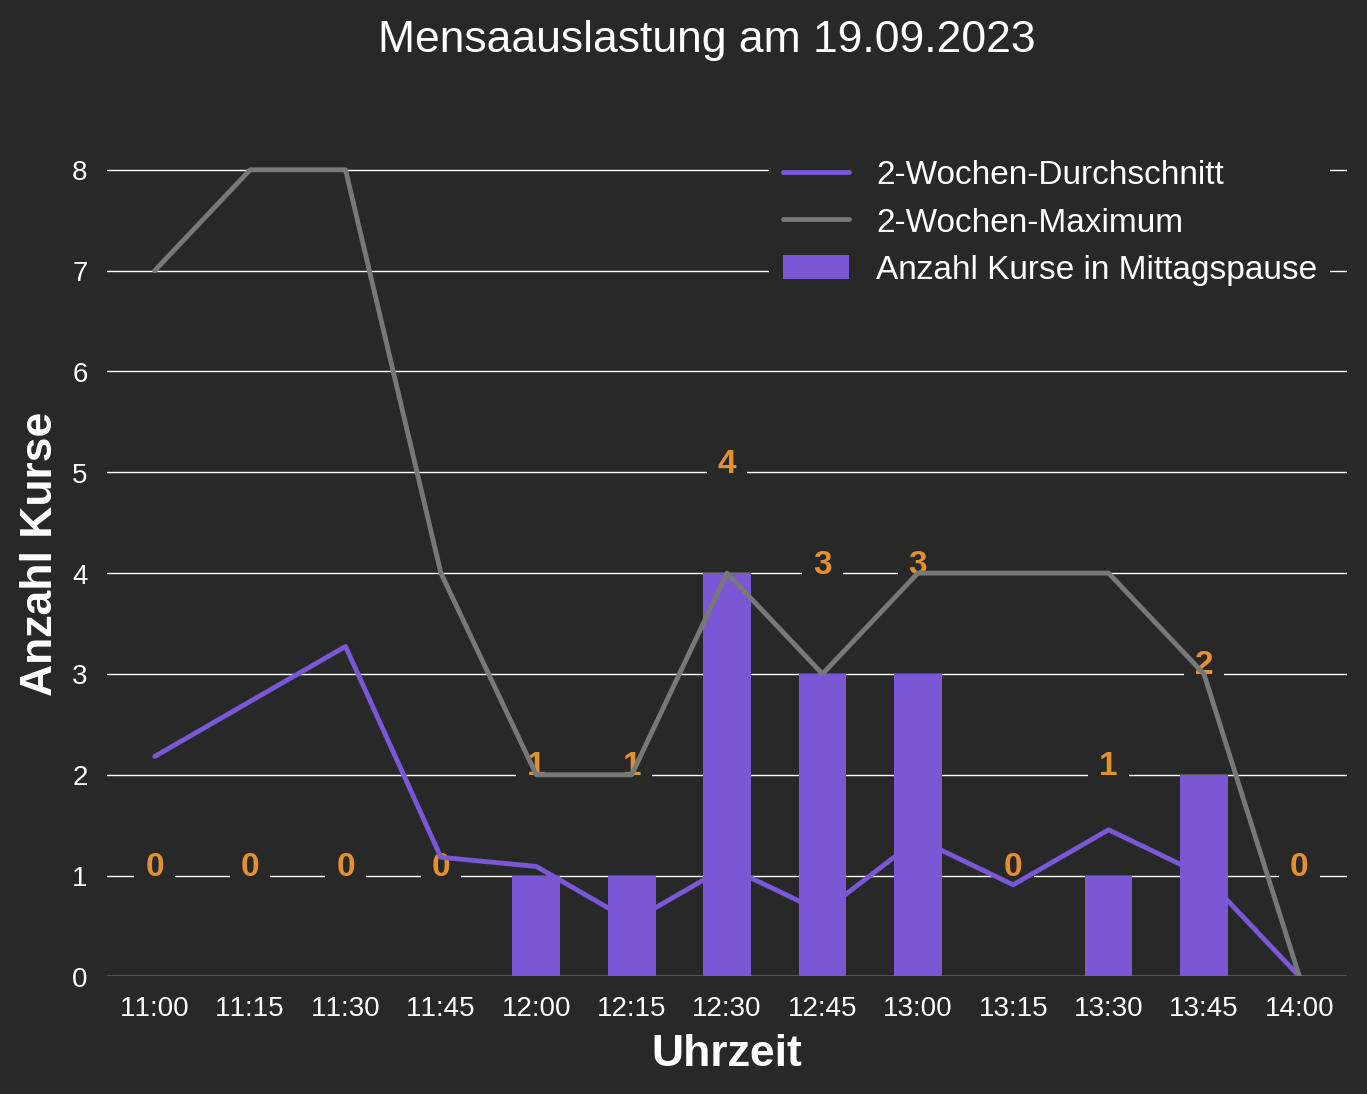 Mensaauslastung am 19.09.2023
2-Wochen-Durchschnitt
2-Wochen-Maximum
Anzahl Kurse in Mittagspause
Anzahl Kurse
8
7
6
5
4
3
2
1
0
4
3 3
2
1 1 1
0 0 0 0 0 0
11:00 11:15 11:30 11:45 12:00 12:15 12:30 12:45 13:00 13:15 13:30 13:45 14:00
Uhrzeit